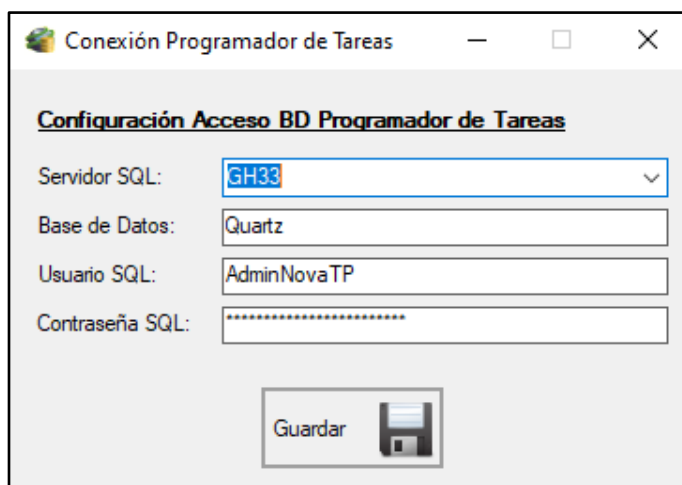 Conexión Programador de Tareas
Configuración Acceso BD Programador de Tareas
Servidor SQL: GH33
Base de Datos: Quartz
Usuario SQL: AdminNovaTP
Contraseña SQL: ************************
Guardar